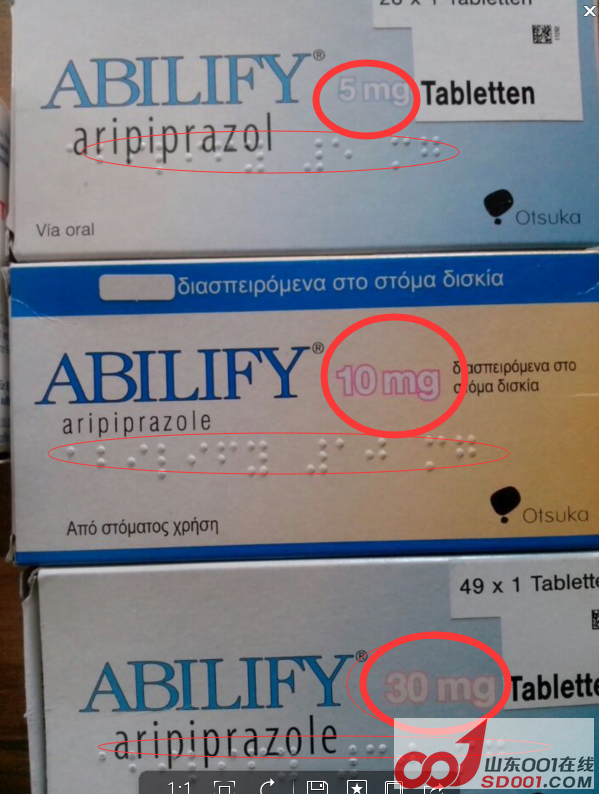 28 x 1 Tabletten
ABILIFY® 5 mg Tabletten
aripiprazol
Vía oral
Otsuka
διασπειρόμενα στο στόμα δισκία
ABILIFY® 10 mg διασπειρόμενα στο στόμα δισκία
aripiprazole
Από στόματος χρήση
Otsuka
49 x 1 Tablette
ABILIFY® 30 mg Tablette
aripiprazole
001 山东001在线
SD001.COM
1:1